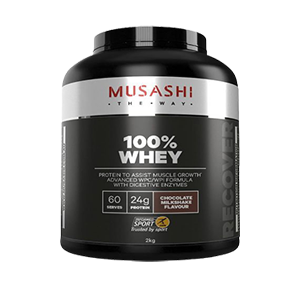 MUSASHI
THE WAY
100%
WHEY
PROTEIN TO ASSIST MUSCLE GROWTH
ADVANCED WPC/WPI FORMULA
WITH DIGESTIVE ENZYMES
60
SERVES
24g
PROTEIN
CHOCOLATE
MILKSHAKE
FLAVOUR
INFORMED
SPORT
Trusted by sport
2kg
RECOVER